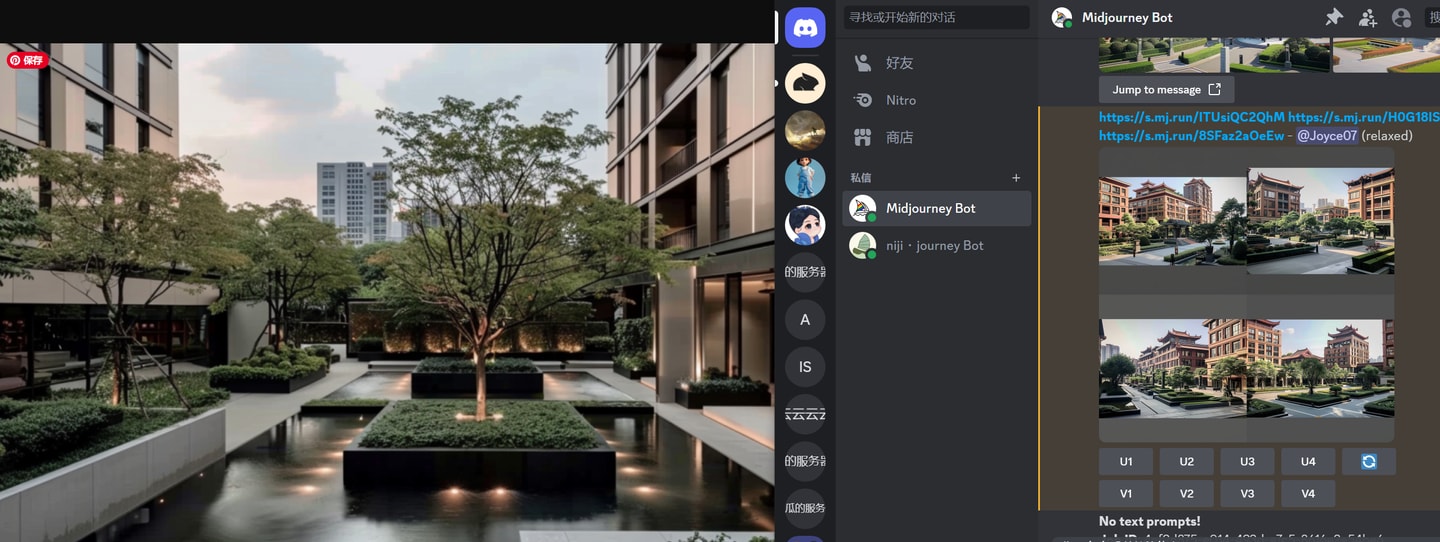 保存
的服务器
A
IS
云云云
的服务器
瓜的服务
寻找或开始新的对话
好友
Nitro
商店
私信
Midjourney Bot
niji・journey Bot
Midjourney Bot
搜
Jump to message
https://s.mj.run/ITUsiQC2QhM https://s.mj.run/H0G18IS
https://s.mj.run/8SFaz2aOeEw - @Joyce07 (relaxed)
U1 U2 U3 U4
V1 V2 V3 V4
No text prompts!